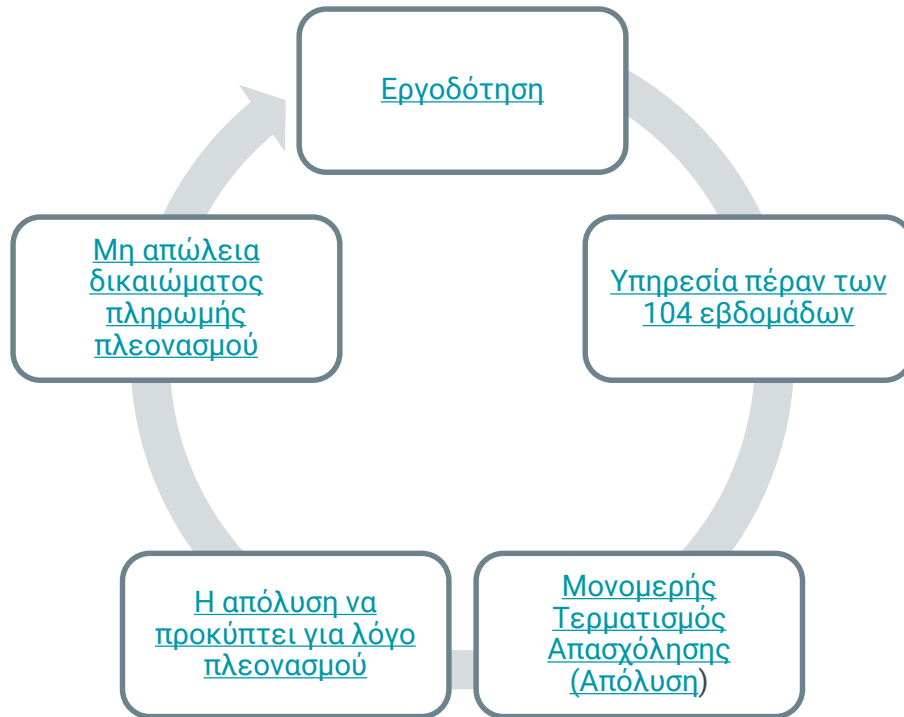 Εργοδότηση
Υπηρεσία πέραν των
104 εβδομάδων
Μονομερής
Τερματισμός
Απασχόλησης
(Απόλυση)
Η απόλυση να
προκύπτει για λόγο
πλεονασμού
Μη απώλεια
δικαιώματος
πληρωμής
πλεονασμού